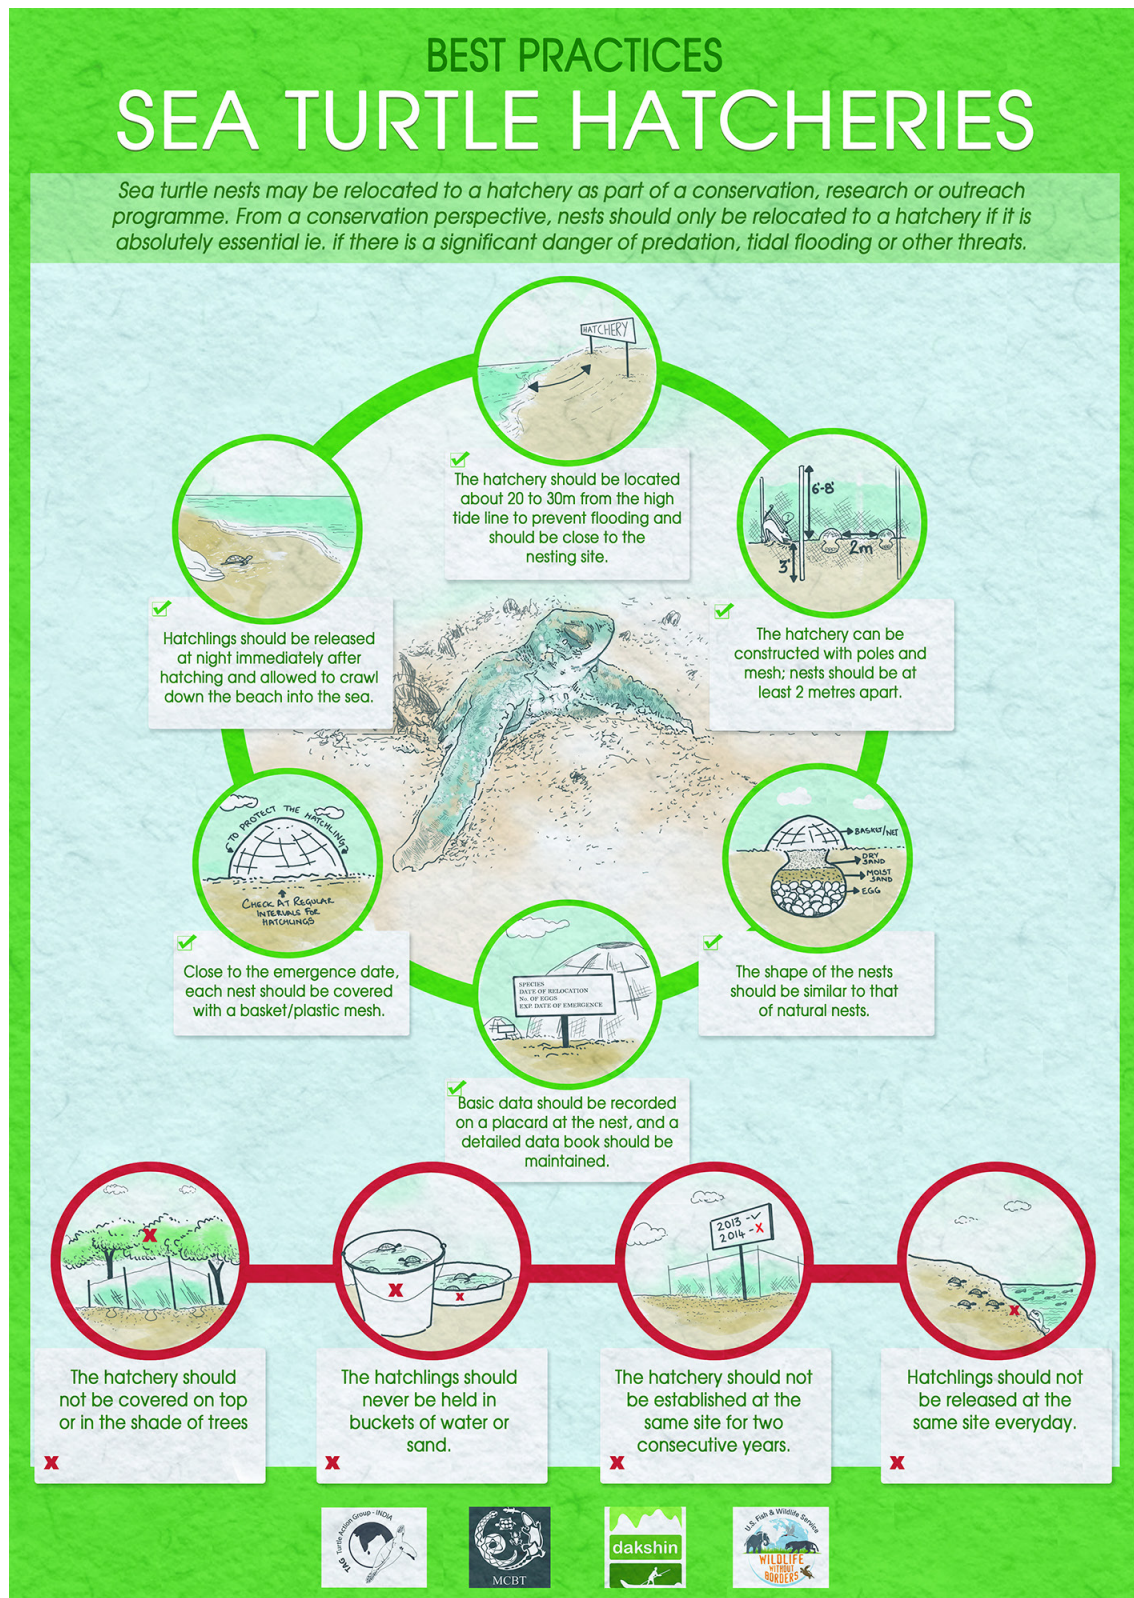 BEST PRACTICES
SEA TURTLE HATCHERIES
Sea turtle nests may be relocated to a hatchery as part of a conservation, research or outreach
programme. From a conservation perspective, nests should only be relocated to a hatchery if it is
absolutely essential ie. if there is a significant danger of predation, tidal flooding or other threats.
HATCHERY
The hatchery should be located
about 20 to 30m from the high
tide line to prevent flooding and
should be close to the
nesting site.
6-8'
2m
3'
The hatchery can be
constructed with poles and
mesh; nests should be at
least 2 metres apart.
BASKET/NET
DRY
SAND
MOIST
SAND
EGG
The shape of the nests
should be similar to that
of natural nests.
SPECIES
DATE OF RELOCATION
No. OF EGGS
EXP. DATE OF EMERGENCE
Basic data should be recorded
on a placard at the nest, and a
detailed data book should be
maintained.
TO PROTECT THE HATCHLING
CHECK AT REGULAR
INTERVALS FOR
HATCHLINGS
Close to the emergence date,
each nest should be covered
with a basket/plastic mesh.
Hatchlings should be released
at night immediately after
hatching and allowed to crawl
down the beach into the sea.
x
The hatchery should
not be covered on top
or in the shade of trees
x
x
x
The hatchlings should
never be held in
buckets of water or
sand.
x
2013 - ✓
2014 - X
The hatchery should not
be established at the
same site for two
consecutive years.
x
x
Hatchlings should not
be released at the
same site everyday.
x
TAG Turtle Action Group - INDIA
MCBT
dakshin
U.S. Fish & Wildlife Service
WILDLIFE
WITHOUT
BORDERS